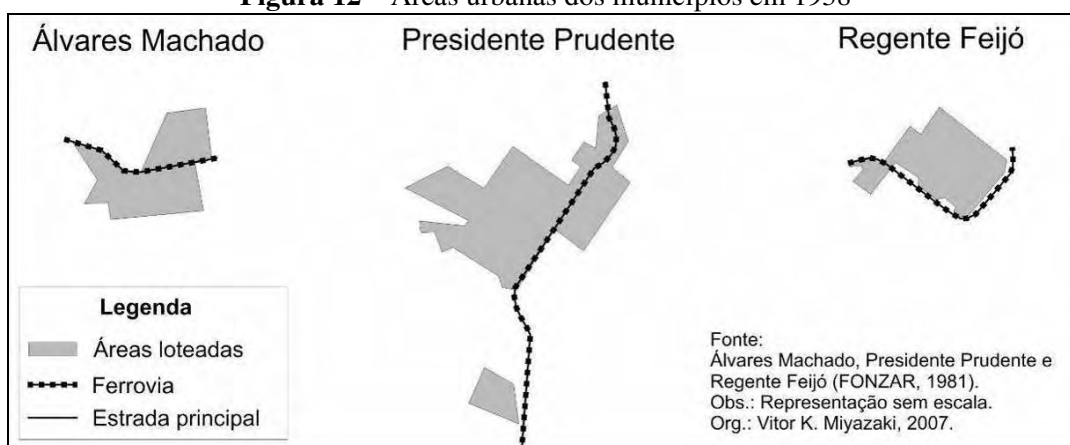 Figura 12 – Áreas urbanas dos municípios em 1958
Álvares Machado
Presidente Prudente
Regente Feijó
Legenda
Áreas loteadas
Ferrovia
Estrada principal
Fonte:
Álvares Machado, Presidente Prudente e
Regente Feijó (FONZAR, 1981).
Obs.: Representação sem escala.
Org.: Vitor K. Miyazaki, 2007.